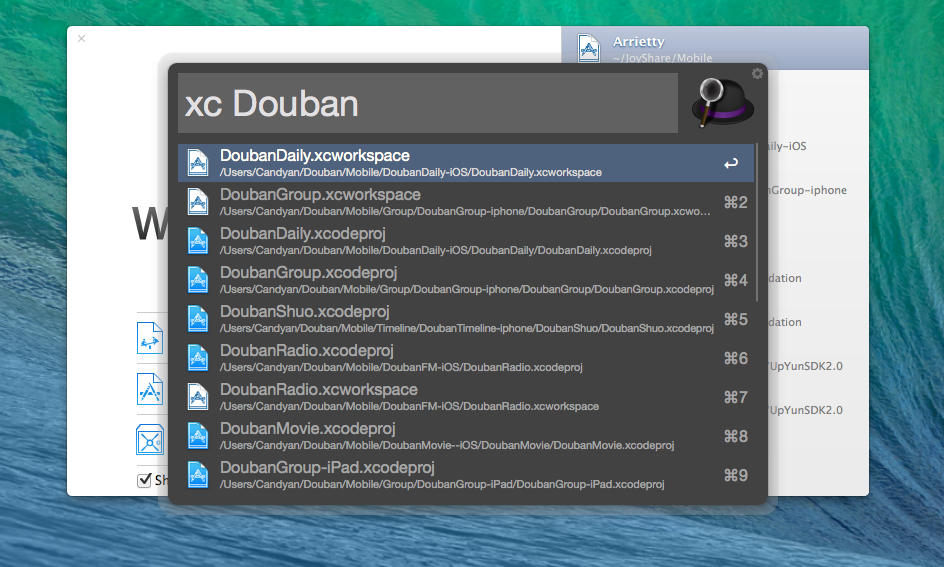 Arrietty
~/JoyShare/Mobile
xc Douban
DoubanDaily.xcworkspace
/Users/Candyan/Douban/Mobile/DoubanDaily-iOS/DoubanDaily.xcworkspace
↩
DoubanGroup.xcworkspace
/Users/Candyan/Douban/Mobile/Group/DoubanGroup-iphone/DoubanGroup/DoubanGroup.xcwo...
⌘2
DoubanDaily.xcodeproj
/Users/Candyan/Douban/Mobile/DoubanDaily-iOS/DoubanDaily/DoubanDaily.xcodeproj
⌘3
DoubanGroup.xcodeproj
/Users/Candyan/Douban/Mobile/Group/DoubanGroup-iphone/DoubanGroup/DoubanGroup.xcodeproj
⌘4
DoubanShuo.xcodeproj
/Users/Candyan/Douban/Mobile/Timeline/DoubanTimeline-iphone/DoubanShuo/DoubanShuo.xcodeproj
⌘5
DoubanRadio.xcodeproj
/Users/Candyan/Douban/Mobile/DoubanFM-iOS/DoubanRadio.xcodeproj
⌘6
DoubanRadio.xcworkspace
/Users/Candyan/Douban/Mobile/DoubanFM-iOS/DoubanRadio.xcworkspace
⌘7
DoubanMovie.xcodeproj
/Users/Candyan/Douban/Mobile/DoubanMovie--iOS/DoubanMovie/DoubanMovie.xcodeproj
⌘8
DoubanGroup-iPad.xcodeproj
/Users/Candyan/Douban/Mobile/Group/DoubanGroup-iPad/DoubanGroup-iPad.xcodeproj
⌘9
W
Sh
ily-iOS
nGroup-iphone
dation
dation
/UpYunSDK2.0
/UpYunSDK2.0